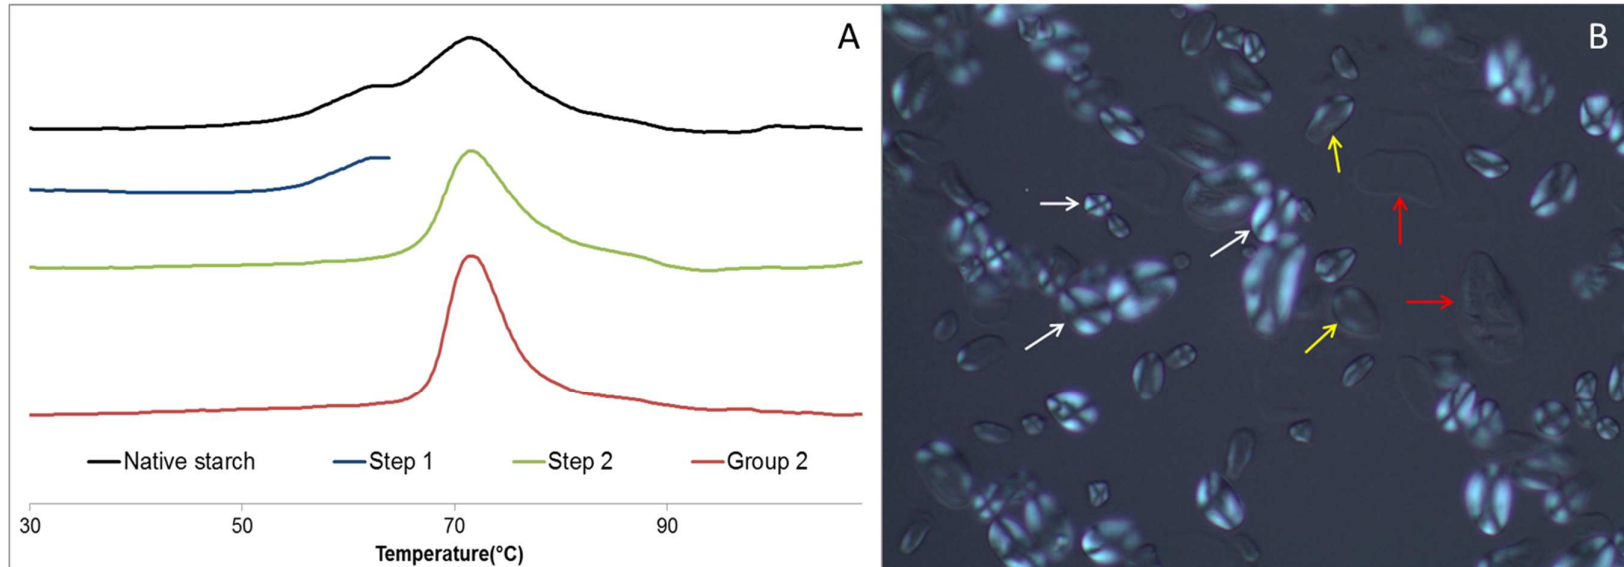 A
B
Native starch Step 1 Step 2 Group 2
30 50 70 90
Temperature(°C)